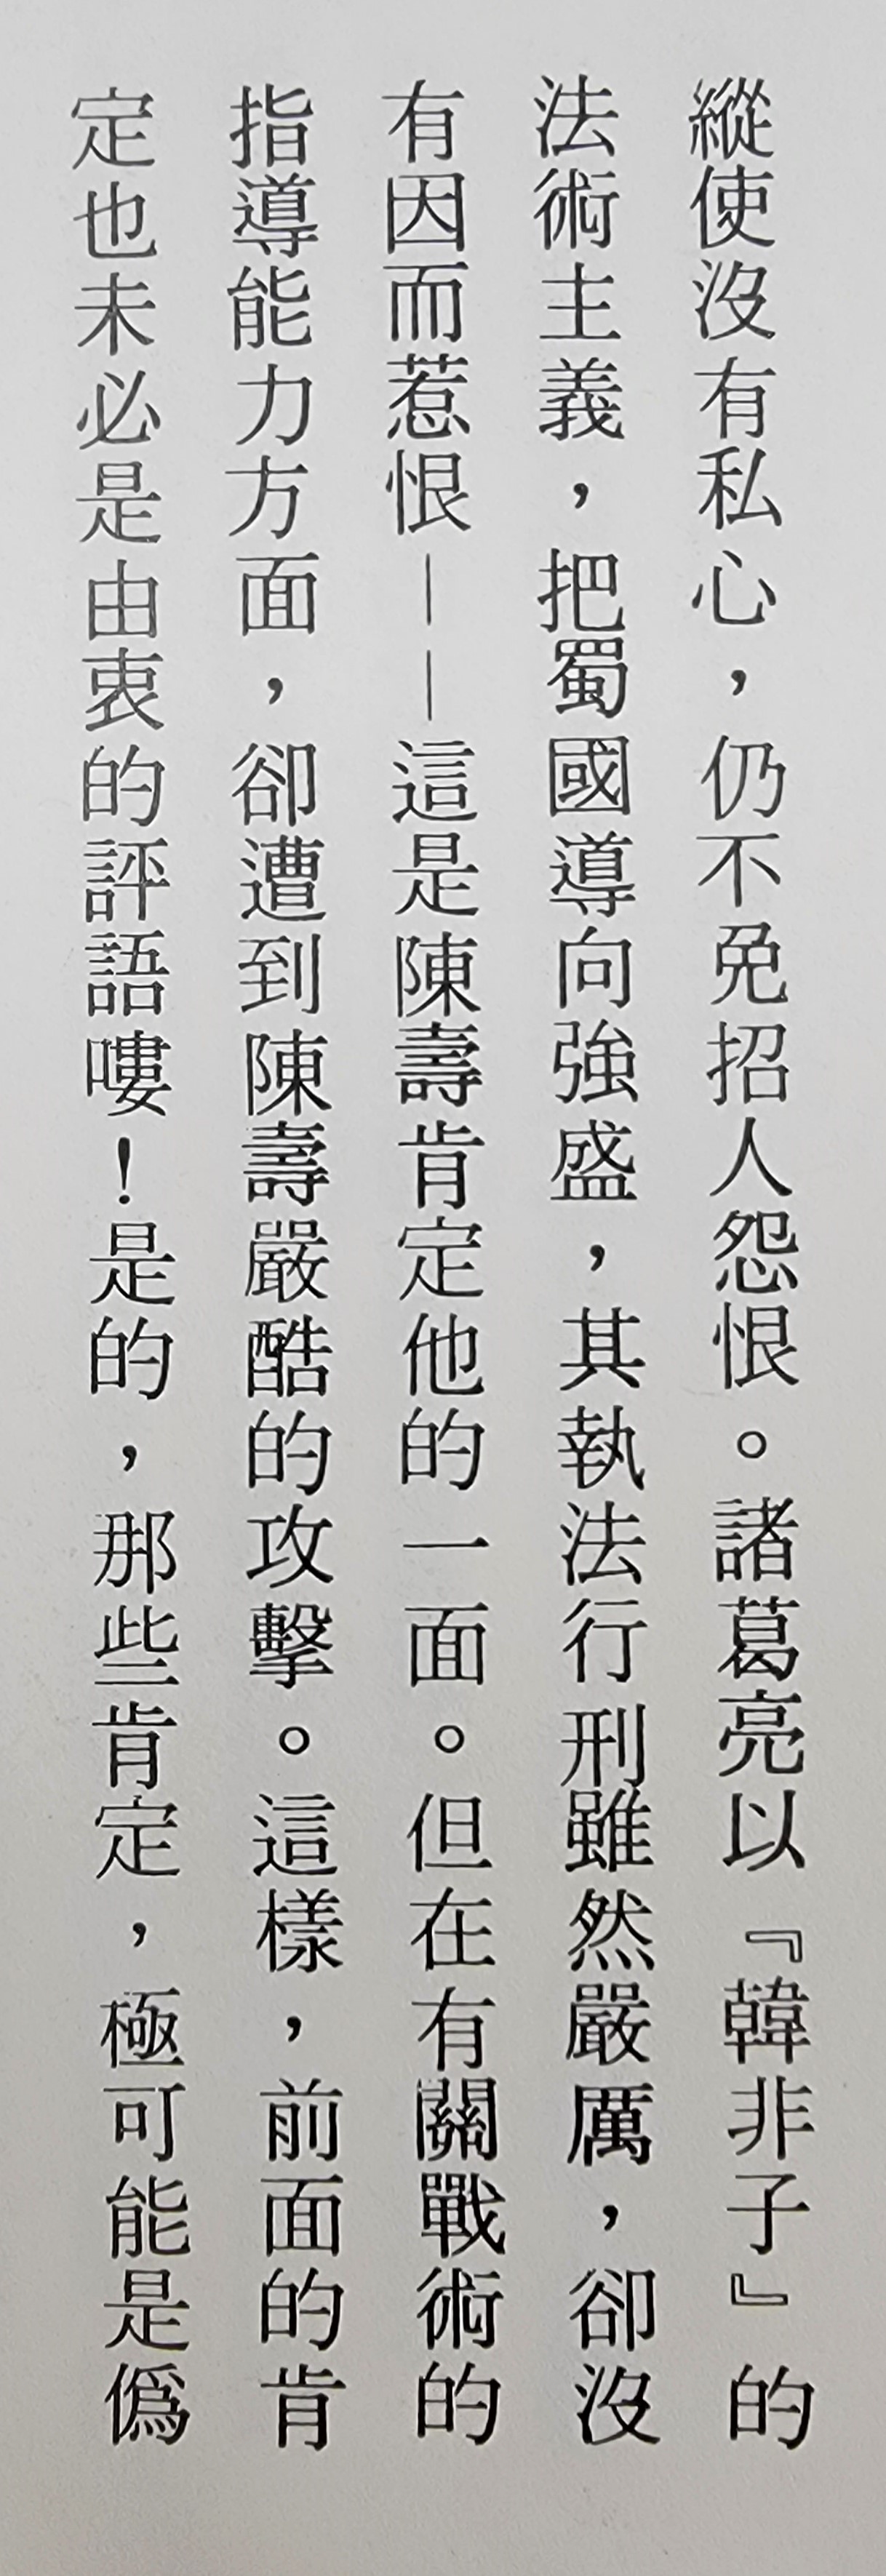 縱使沒有私心，仍不免招人怨恨。諸葛亮以『韓非子』的
法術主義，把蜀國導向強盛，其執法行刑雖然嚴厲，卻沒
有因而惹恨——這是陳壽肯定他的一面。但在有關戰術的
指導能力方面，卻遭到陳壽嚴酷的攻擊。這樣，前面的肯
定也未必是由衷的評語嘍！是的，那些肯定，極可能是僞